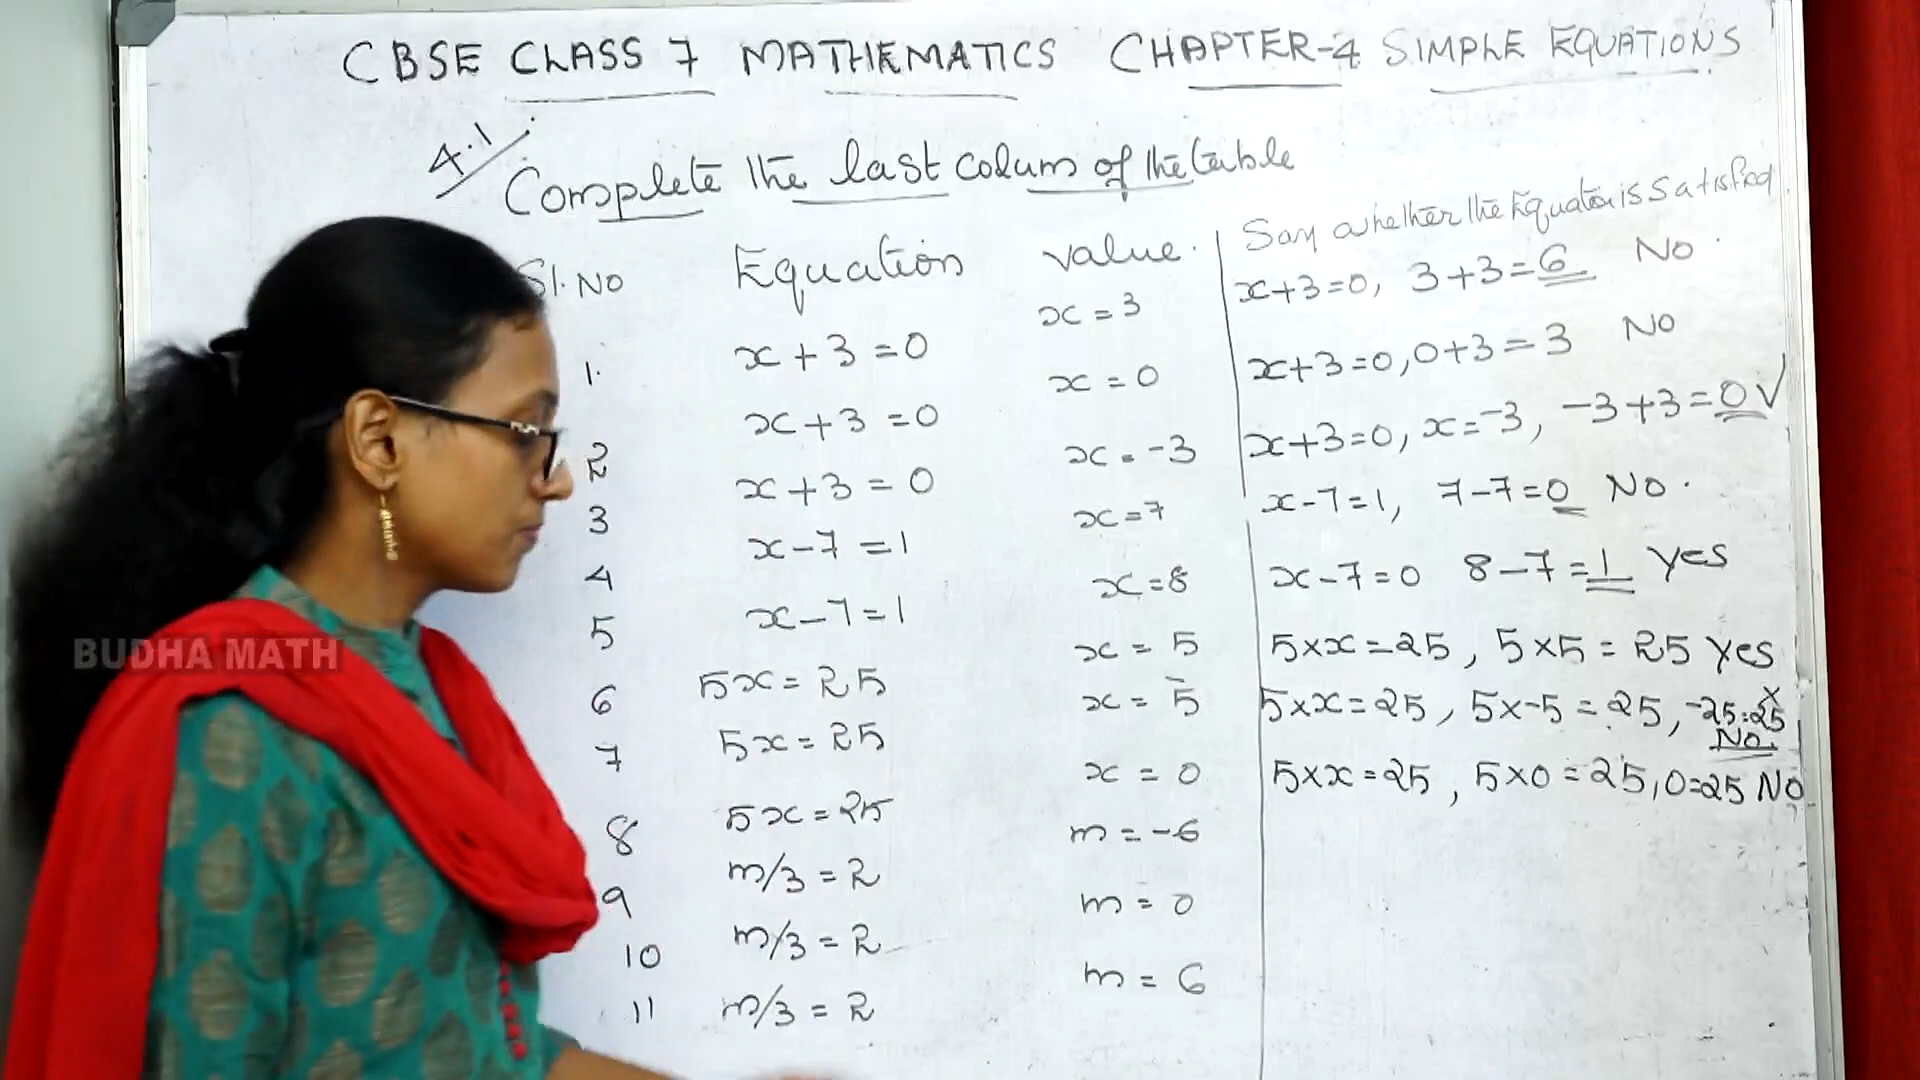 CBSE CLASS 7 MATHEMATICS CHAPTER-4 SIMPLE EQUATIONS
4.1
Complete the last colum of the table
Sl. No Equation value. Say whether the Equation is Satisfied
1. x + 3 = 0 x = 3 x+3=0, 3+3=6 No.
2 x + 3 = 0 x = 0 x+3=0, 0+3=3 No
3 x + 3 = 0 x = -3 x+3=0, x=-3, -3+3=0 √
4 x - 7 = 1 x = 7 x-7=1, 7-7=0 No.
5 x - 7 = 1 x = 8 x-7=0 8-7=1 yes
6 5x = 25 x = 5 5×x=25, 5×5=25 yes
7 5x = 25 x = -5 5×x=25, 5×-5=25, -25=25 × No.
8 5x = 25 x = 0 5×x=25, 5×0=25, 0=25 No
9 m/3 = 2 m = -6
10 m/3 = 2 m = 0
11 m/3 = 2 m = 6
BUDHA MATH